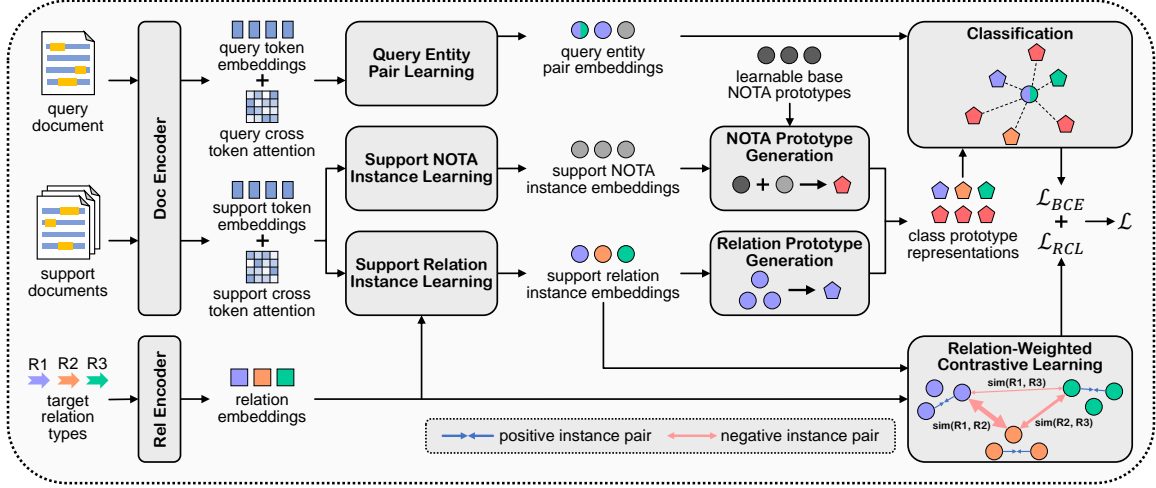 query
document
support
documents
R1 R2 R3
target
relation
types
Doc Encoder
Rel Encoder
query token
embeddings
+
query cross
token attention
support token
embeddings
+
support cross
token attention
relation
embeddings
Query Entity
Pair Learning
Support NOTA
Instance Learning
Support Relation
Instance Learning
query entity
pair embeddings
support NOTA
instance embeddings
support relation
instance embeddings
learnable base
NOTA prototypes
NOTA Prototype
Generation
+
Relation Prototype
Generation
Classification
class prototype
representations
ℒ_BCE
+
ℒ_RCL
ℒ
Relation-Weighted
Contrastive Learning
sim(R1, R3)
sim(R1, R2)
sim(R2, R3)
positive instance pair
negative instance pair